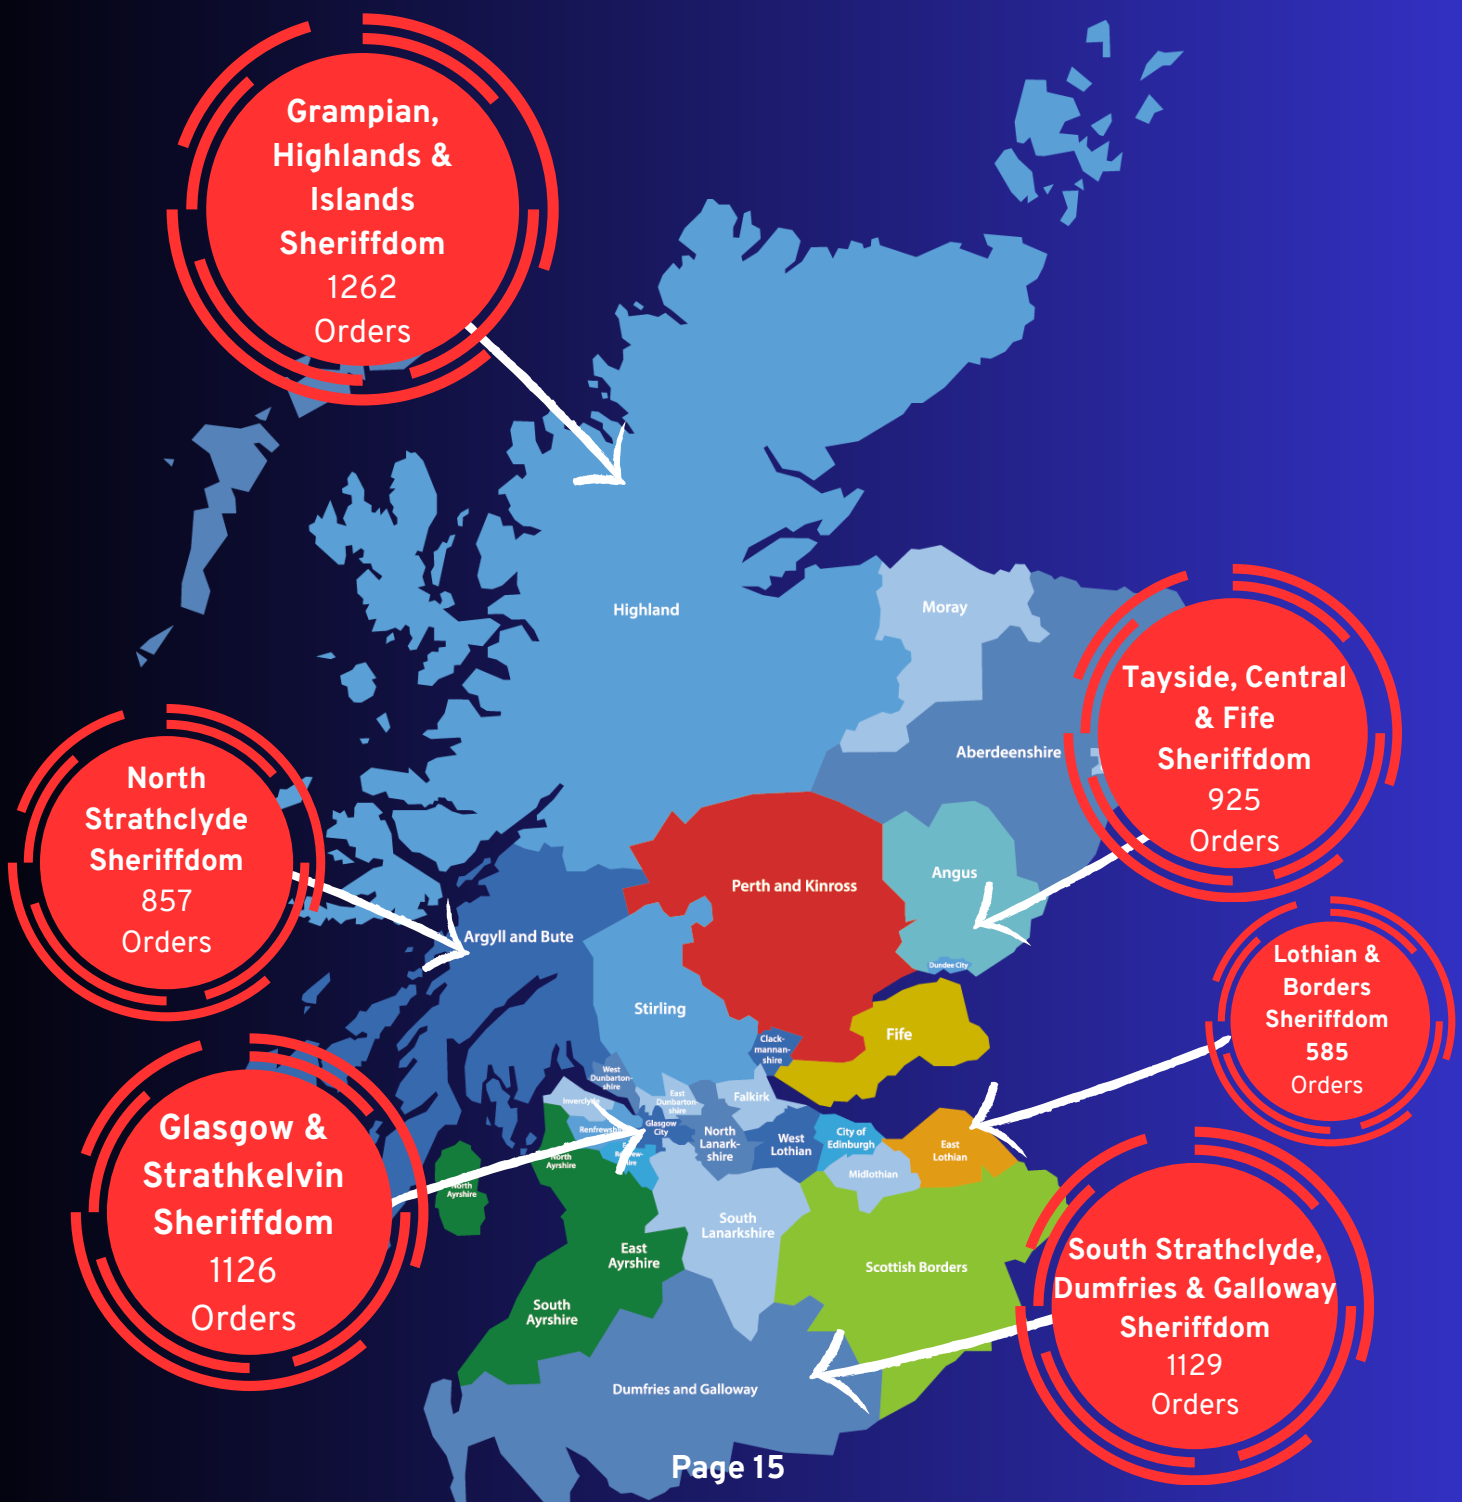 Grampian,
Highlands &
Islands
Sheriffdom
1262
Orders
Highland
Moray
Aberdeenshire
Tayside, Central
& Fife
Sheriffdom
925
Orders
North
Strathclyde
Sheriffdom
857
Orders
Perth and Kinross
Angus
Argyll and Bute
Dundee City
Stirling
Fife
Clack-
mannan-
shire
Lothian &
Borders
Sheriffdom
585
Orders
West
Dunbarton-
shire
East
Dunbarton-
shire
Falkirk
Inverclyde
Glasgow
City
North
Lanark-
shire
West
Lothian
City of
Edinburgh
East
Lothian
Midlothian
North
Ayrshire
North
Ayrshire
Glasgow &
Strathkelvin
Sheriffdom
1126
Orders
South
Lanarkshire
East
Ayrshire
Scottish Borders
South
Ayrshire
South Strathclyde,
Dumfries & Galloway
Sheriffdom
1129
Orders
Dumfries and Galloway
Page 15